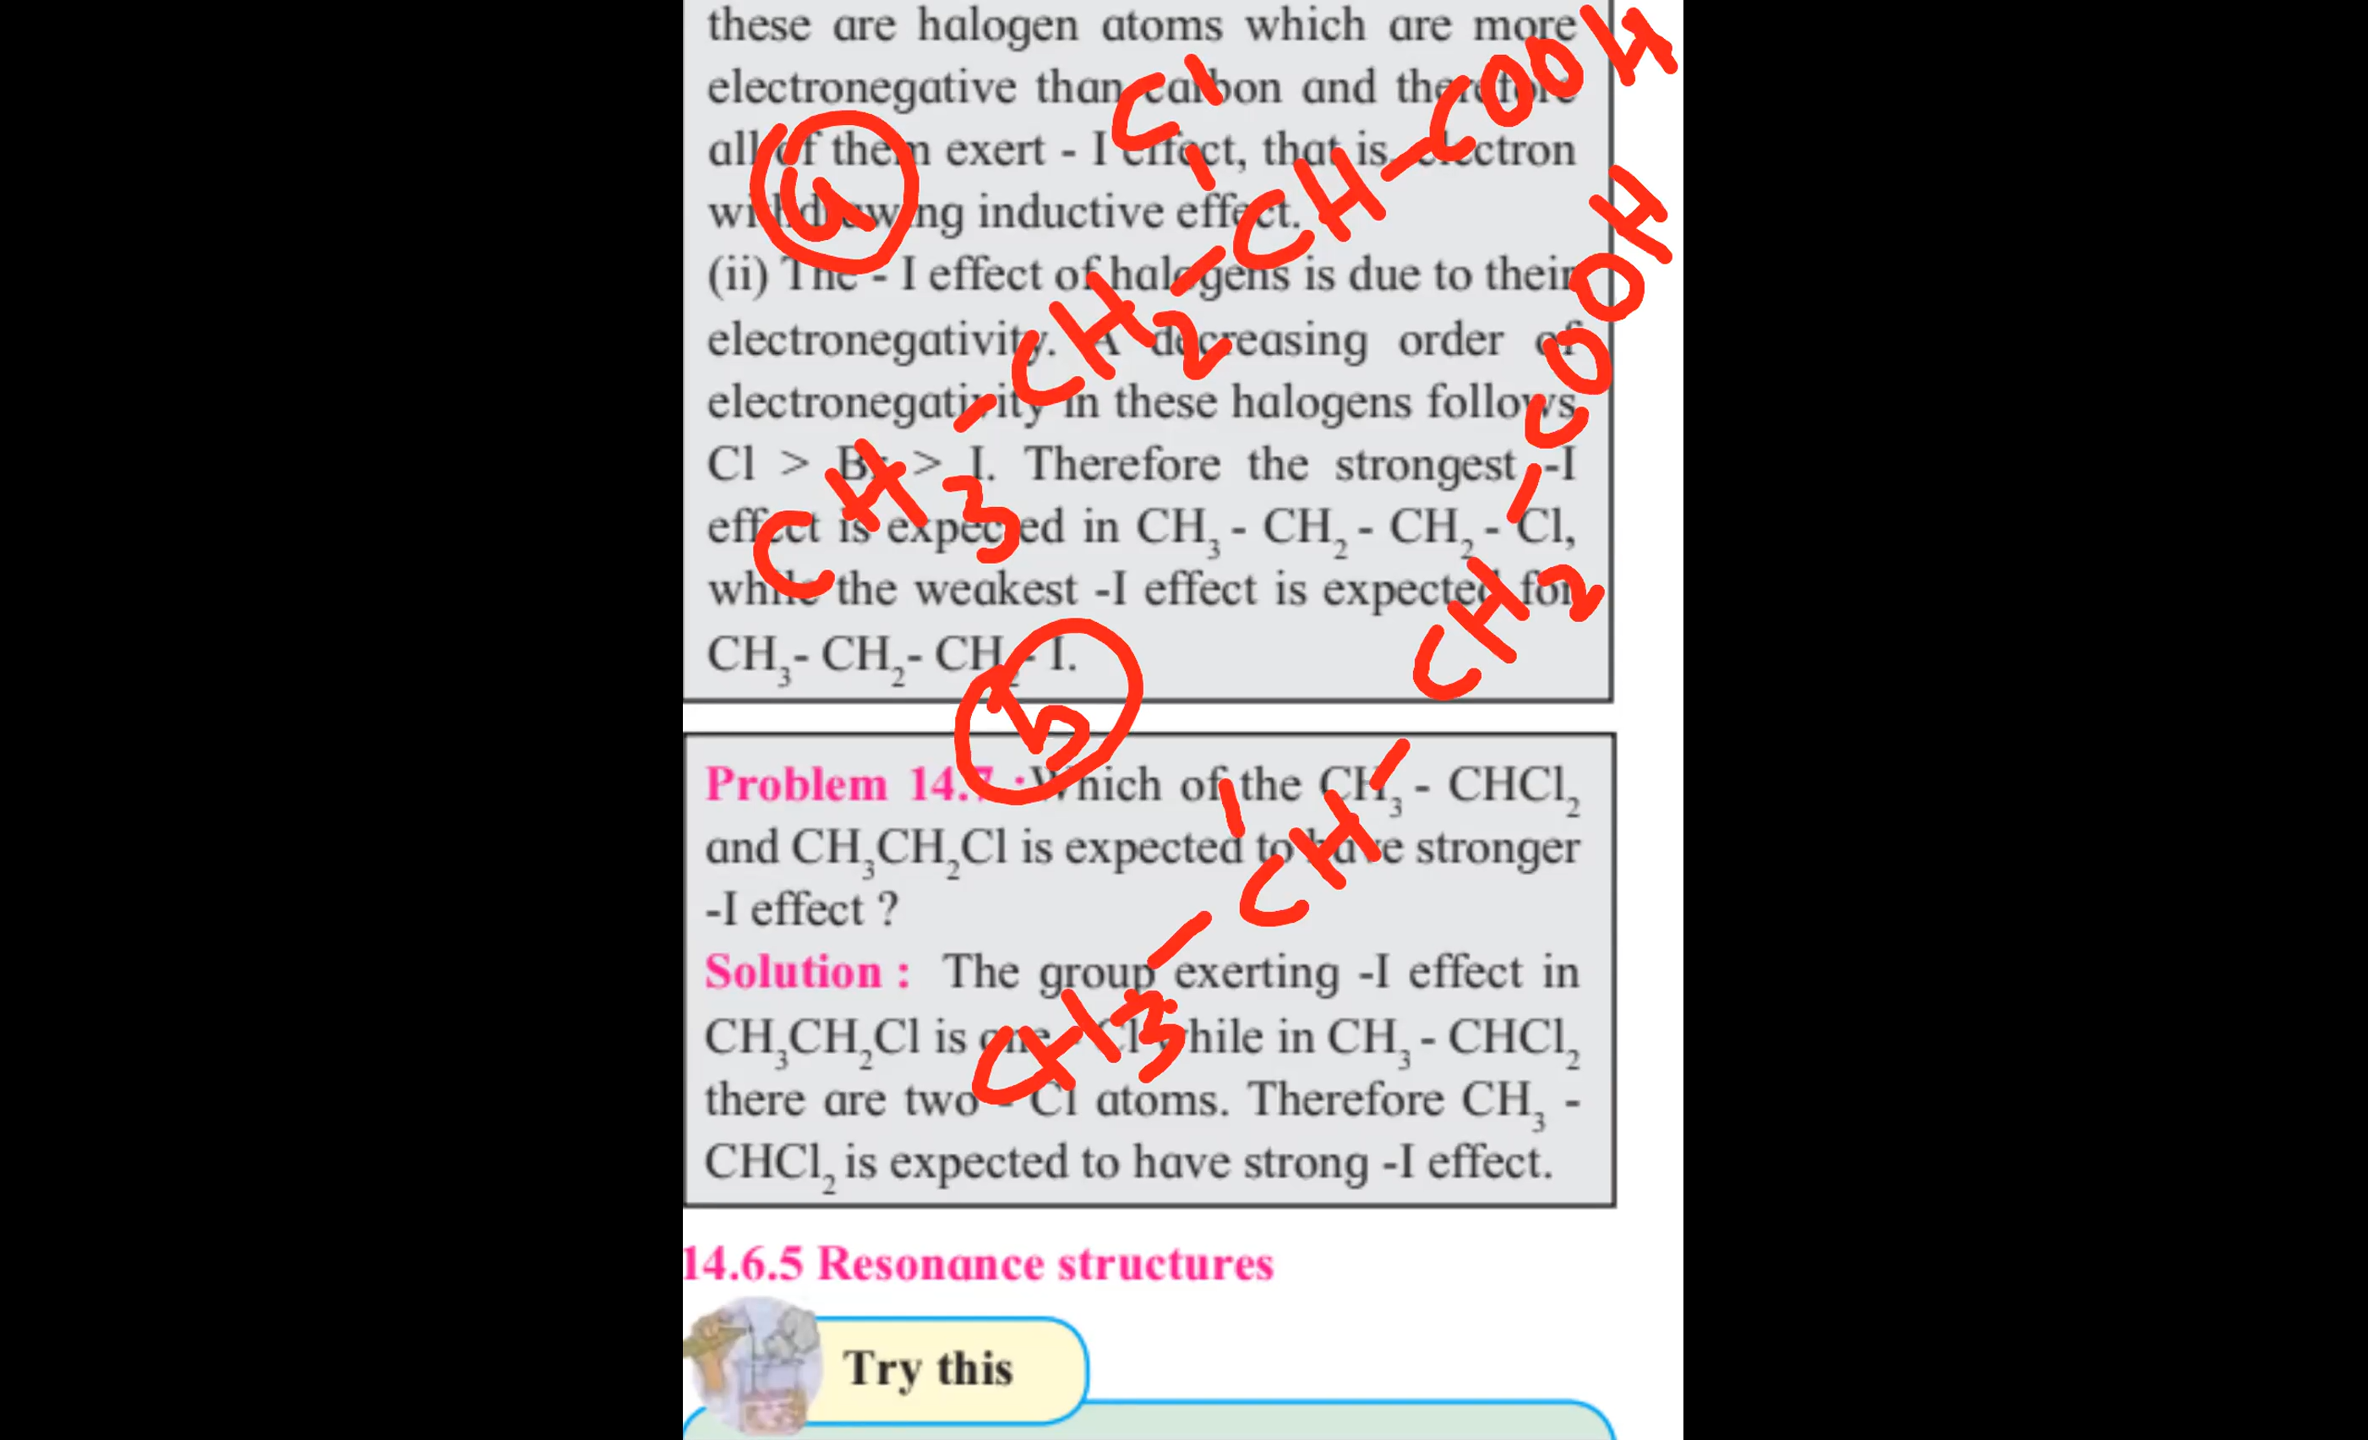 these are halogen atoms which are more
electronegative than carbon and therefore
all of them exert - I effect, that is, electron
withdrawing inductive effect.
(ii) The - I effect of halogens is due to their
electronegativity. A decreasing order of
electronegativity in these halogens follows
Cl > Br > I. Therefore the strongest -I
effect is expected in CH₃ - CH₂ - CH₂ - Cl,
while the weakest -I effect is expected for
CH₃- CH₂- CH₂- I.
Problem 14.7 :Which of the CH₃ - CHCl₂
and CH₃CH₂Cl is expected to have stronger
-I effect ?
Solution : The group exerting -I effect in
CH₃CH₂Cl is one - Cl while in CH₃ - CHCl₂
there are two - Cl atoms. Therefore CH₃ -
CHCl₂ is expected to have strong -I effect.
14.6.5 Resonance structures
Try this
a
Cl
CH3-CH2-CH-COOH
b
CH3-CH-CH2-COOH